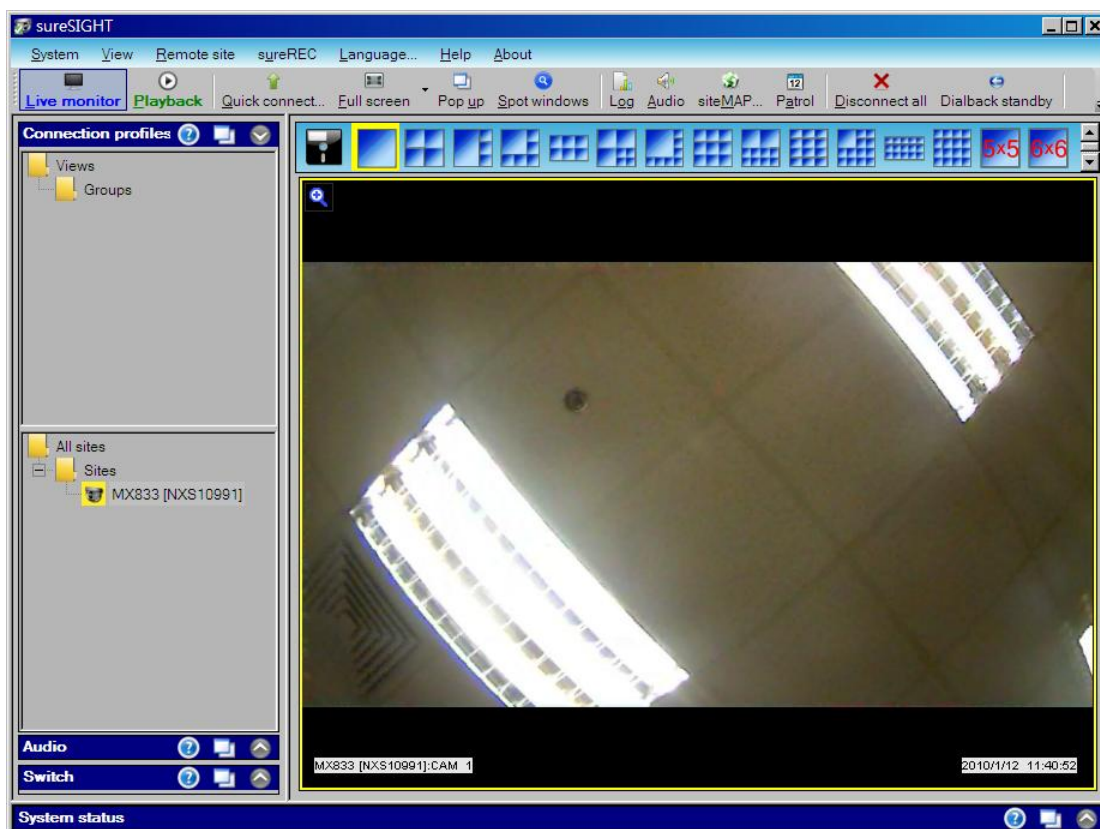 sureSIGHT
System View Remote site sureREC Language... Help About
Live monitor Playback Quick connect... Full screen Pop up Spot windows Log Audio siteMAP... 12 Patrol Disconnect all Dialback standby
Connection profiles
5x5 6x6
Views
Groups
All sites
Sites
MX833 [NXS10991]
Audio
Switch
MX833 [NXS10991]:CAM 1 2010/1/12 11:40:52
System status